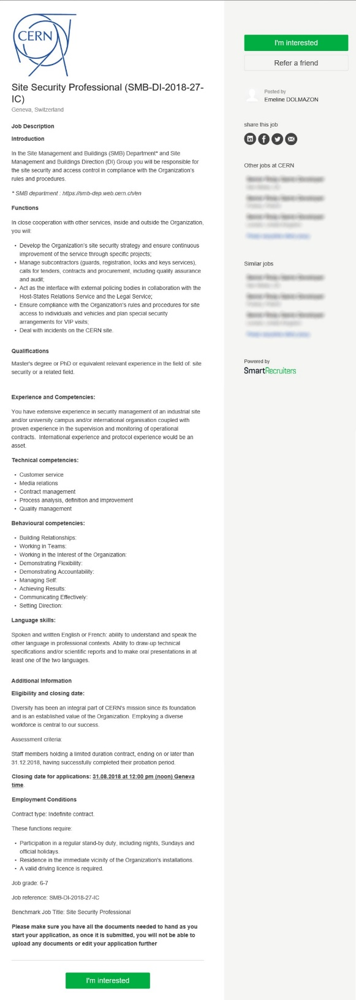 CERN
Site Security Professional (SMB-DI-2018-27-
IC)
Geneva, Switzerland
Job Description
Introduction
In the Site Management and Buildings (SMB) Department* and Site
Management and Buildings Direction (DI) Group you will be responsible for
the site security and access control in compliance with the Organization's
rules and procedures.
* SMB department : https://smb-dep.web.cern.ch/en
Functions
In close cooperation with other services, inside and outside the Organization,
you will:
• Develop the Organization's site security strategy and ensure continuous
improvement of the service through specific projects;
• Manage subcontractors (guards, registration, locks and keys services),
calls for tenders, contracts and procurement, including quality assurance
and audit;
• Act as the interface with external policing bodies in collaboration with the
Host-States Relations Service and the Legal Service;
• Ensure compliance with the Organization's rules and procedures for site
access to individuals and vehicles and plan special security
arrangements for VIP visits;
• Deal with incidents on the CERN site.
Qualifications
Master's degree or PhD or equivalent relevant experience in the field of: site
security or a related field.
Experience and Competencies:
You have extensive experience in security management of an industrial site
and/or university campus and/or international organisation coupled with
proven experience in the supervision and monitoring of operational
contracts. International experience and protocol experience would be an
asset.
Technical competencies:
• Customer service
• Media relations
• Contract management
• Process analysis, definition and improvement
• Quality management
Behavioural competencies:
• Building Relationships:
• Working in Teams:
• Working in the Interest of the Organization:
• Demonstrating Flexibility:
• Demonstrating Accountability:
• Managing Self:
• Achieving Results:
• Communicating Effectively:
• Setting Direction:
Language skills:
Spoken and written English or French: ability to understand and speak the
other language in professional contexts. Ability to draw-up technical
specifications and/or scientific reports and to make oral presentations in at
least one of the two languages.
Additional Information
Eligibility and closing date:
Diversity has been an integral part of CERN's mission since its foundation
and is an established value of the Organization. Employing a diverse
workforce is central to our success.
Assessment criteria:
Staff members holding a limited duration contract, ending on or later than
31.12.2018, having successfully completed their probation period.
Closing date for applications: 31.08.2018 at 12:00 pm (noon) Geneva
time.
Employment Conditions
Contract type: Indefinite contract.
These functions require:
• Participation in a regular stand-by duty, including nights, Sundays and
official holidays.
• Residence in the immediate vicinity of the Organization's installations.
• A valid driving licence is required.
Job grade: 6-7
Job reference: SMB-DI-2018-27-IC
Benchmark Job Title: Site Security Professional
Please make sure you have all the documents needed to hand as you
start your application, as once it is submitted, you will not be able to
upload any documents or edit your application further
I'm interested
I'm interested
Refer a friend
Posted by
Emeline DOLMAZON
share this job
Other jobs at CERN
Similar jobs
Powered by
SmartRecruiters